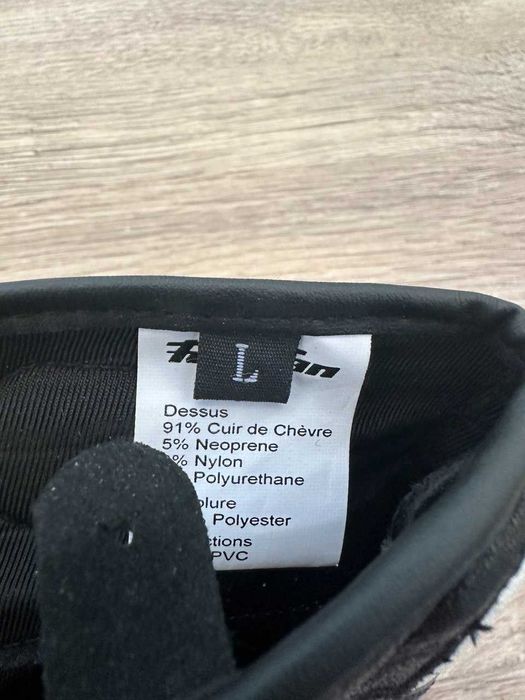 L
Dessus
91% Cuir de Chèvre
5% Neoprene
% Nylon
Polyurethane
Polyester
PVC